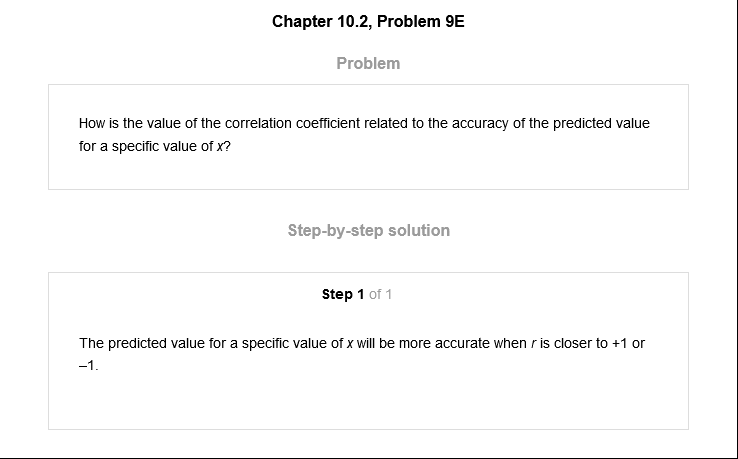 Chapter 10.2, Problem 9E
Problem
How is the value of the correlation coefficient related to the accuracy of the predicted value
for a specific value of x?
Step-by-step solution
Step 1 of 1
The predicted value for a specific value of x will be more accurate when r is closer to +1 or
–1.